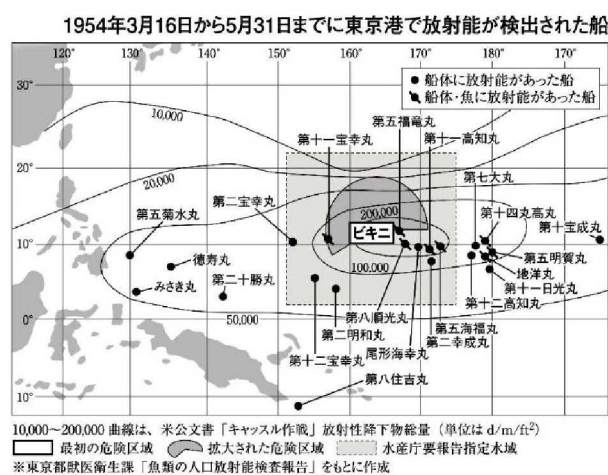 1954年3月16日から5月31日までに東京港で放射能が検出された船
120° 130° 140° 150° 160° 170° 180° 170°
30°
20°
10°
0°
10°
●船体に放射能があった船
船体・魚に放射能があった船
10,000
第十一宝幸丸
第五福竜丸
第十一高知丸
20,000
第七大丸
第二宝幸丸
200,000
第十四丸高丸
第五菊水丸
ビキニ
第十宝成丸
徳寿丸
第五明賀丸
みさき丸
第二十勝丸
100,000
地洋丸
第八順光丸
第十一日光丸
50,000
第二明和丸
第五海福丸
第十二高知丸
尾形海幸丸
第二幸成丸
第十二宝幸丸
第八住吉丸
10,000〜200,000 曲線は、米公文書「キャッスル作戦」放射性降下物総量（単位は d/m/ft²）
最初の危険区域 拡大された危険区域 水産庁要報告指定水域
※東京都獣医衛生課「魚類の人口放射能検査報告」をもとに作成